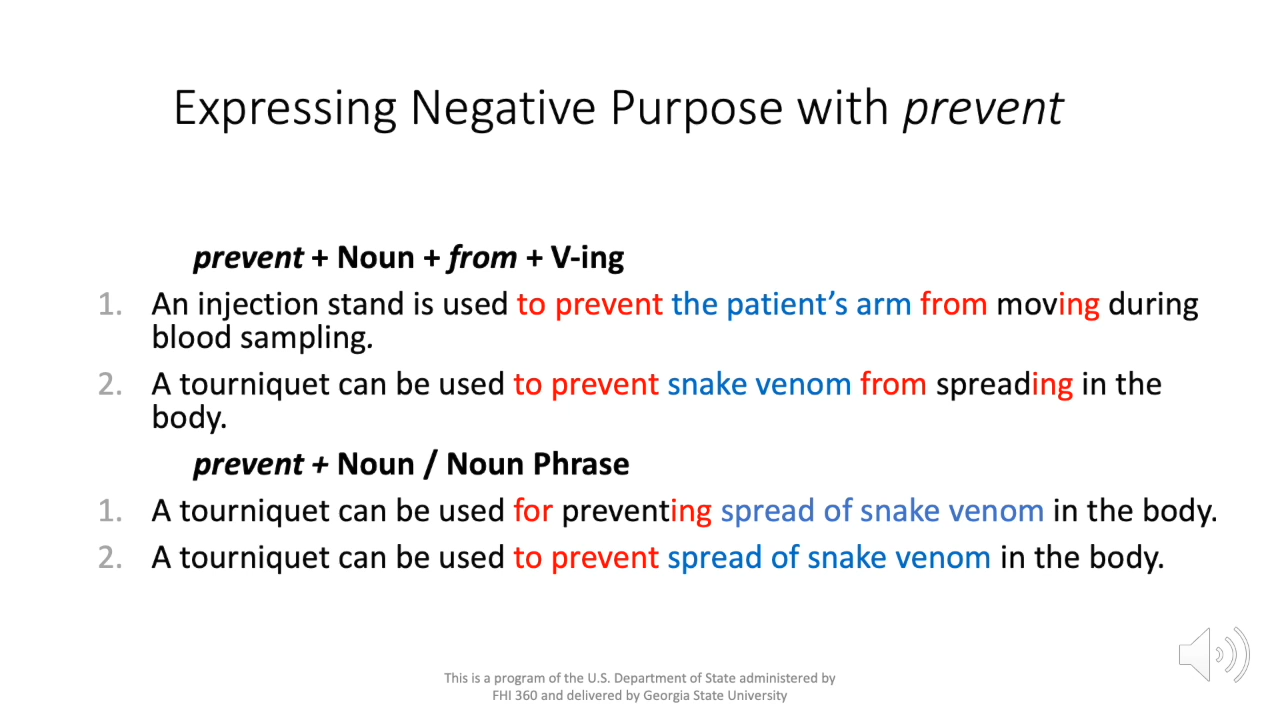 Expressing Negative Purpose with prevent
prevent + Noun + from + V-ing
1. An injection stand is used to prevent the patient’s arm from moving during
blood sampling.
2. A tourniquet can be used to prevent snake venom from spreading in the
body.
prevent + Noun / Noun Phrase
1. A tourniquet can be used for preventing spread of snake venom in the body.
2. A tourniquet can be used to prevent spread of snake venom in the body.
This is a program of the U.S. Department of State administered by
FHI 360 and delivered by Georgia State University